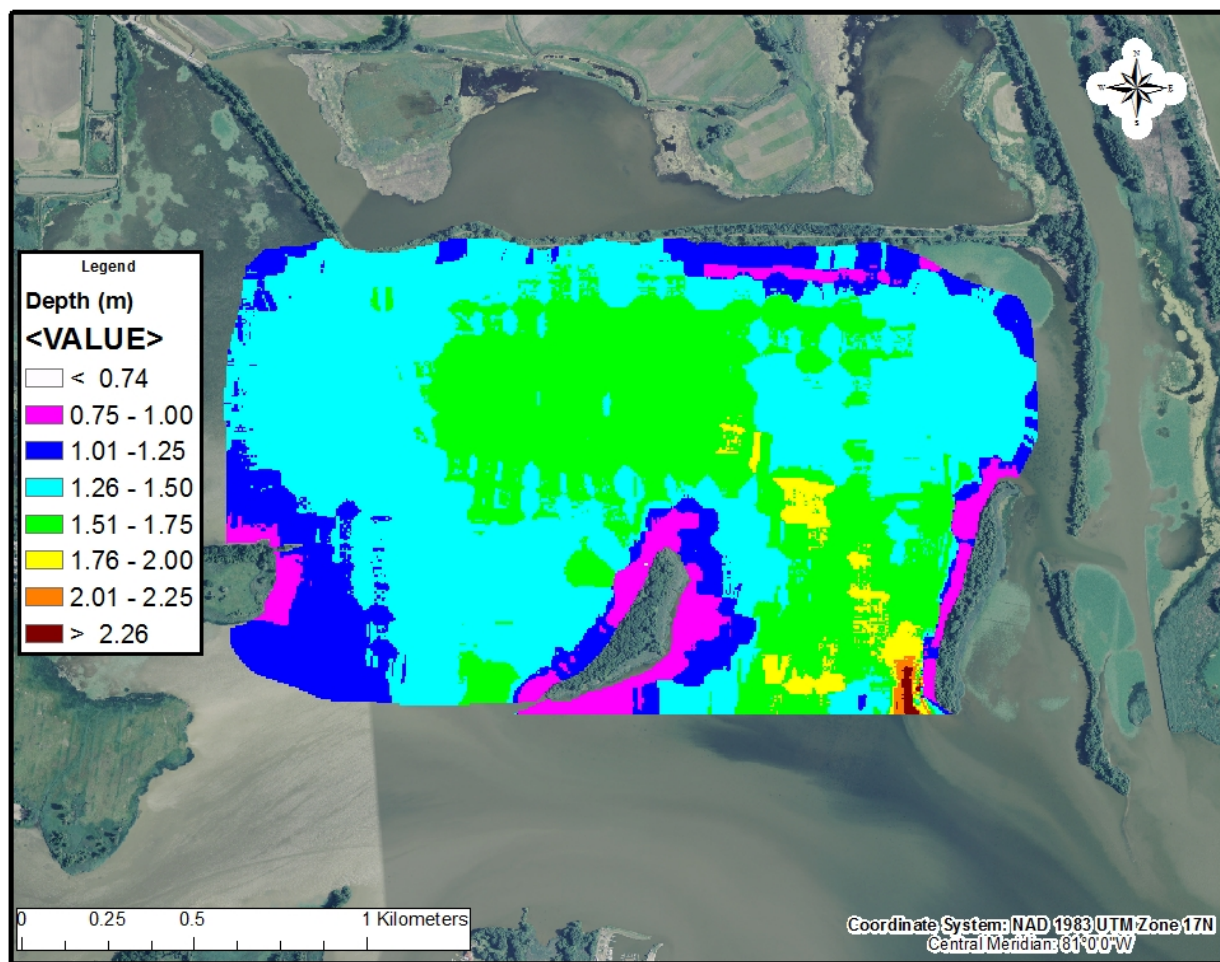 N
W E
S
Legend
Depth (m)
<VALUE>
< 0.74
0.75 - 1.00
1.01 -1.25
1.26 - 1.50
1.51 - 1.75
1.76 - 2.00
2.01 - 2.25
> 2.26
0 0.25 0.5 1 Kilometers
Coordinate System: NAD 1983 UTM Zone 17N
Central Meridian: 81°0'0"W